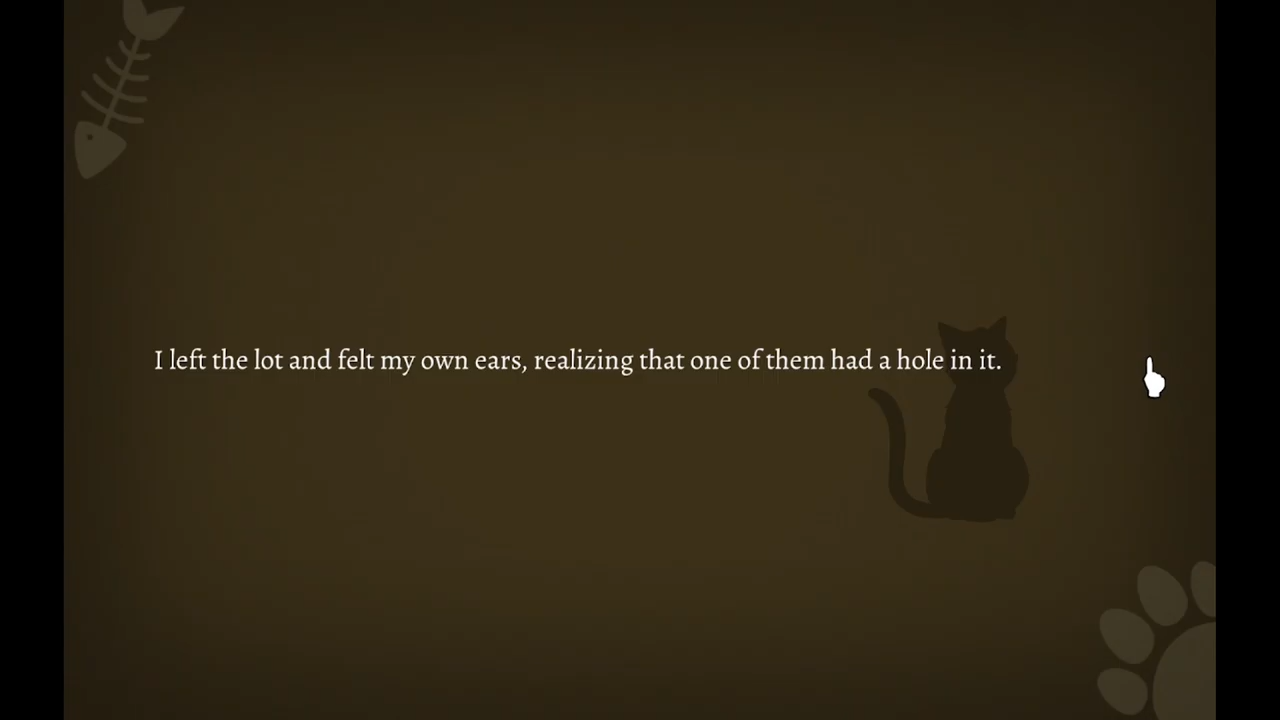 I left the lot and felt my own ears, realizing that one of them had a hole in it.